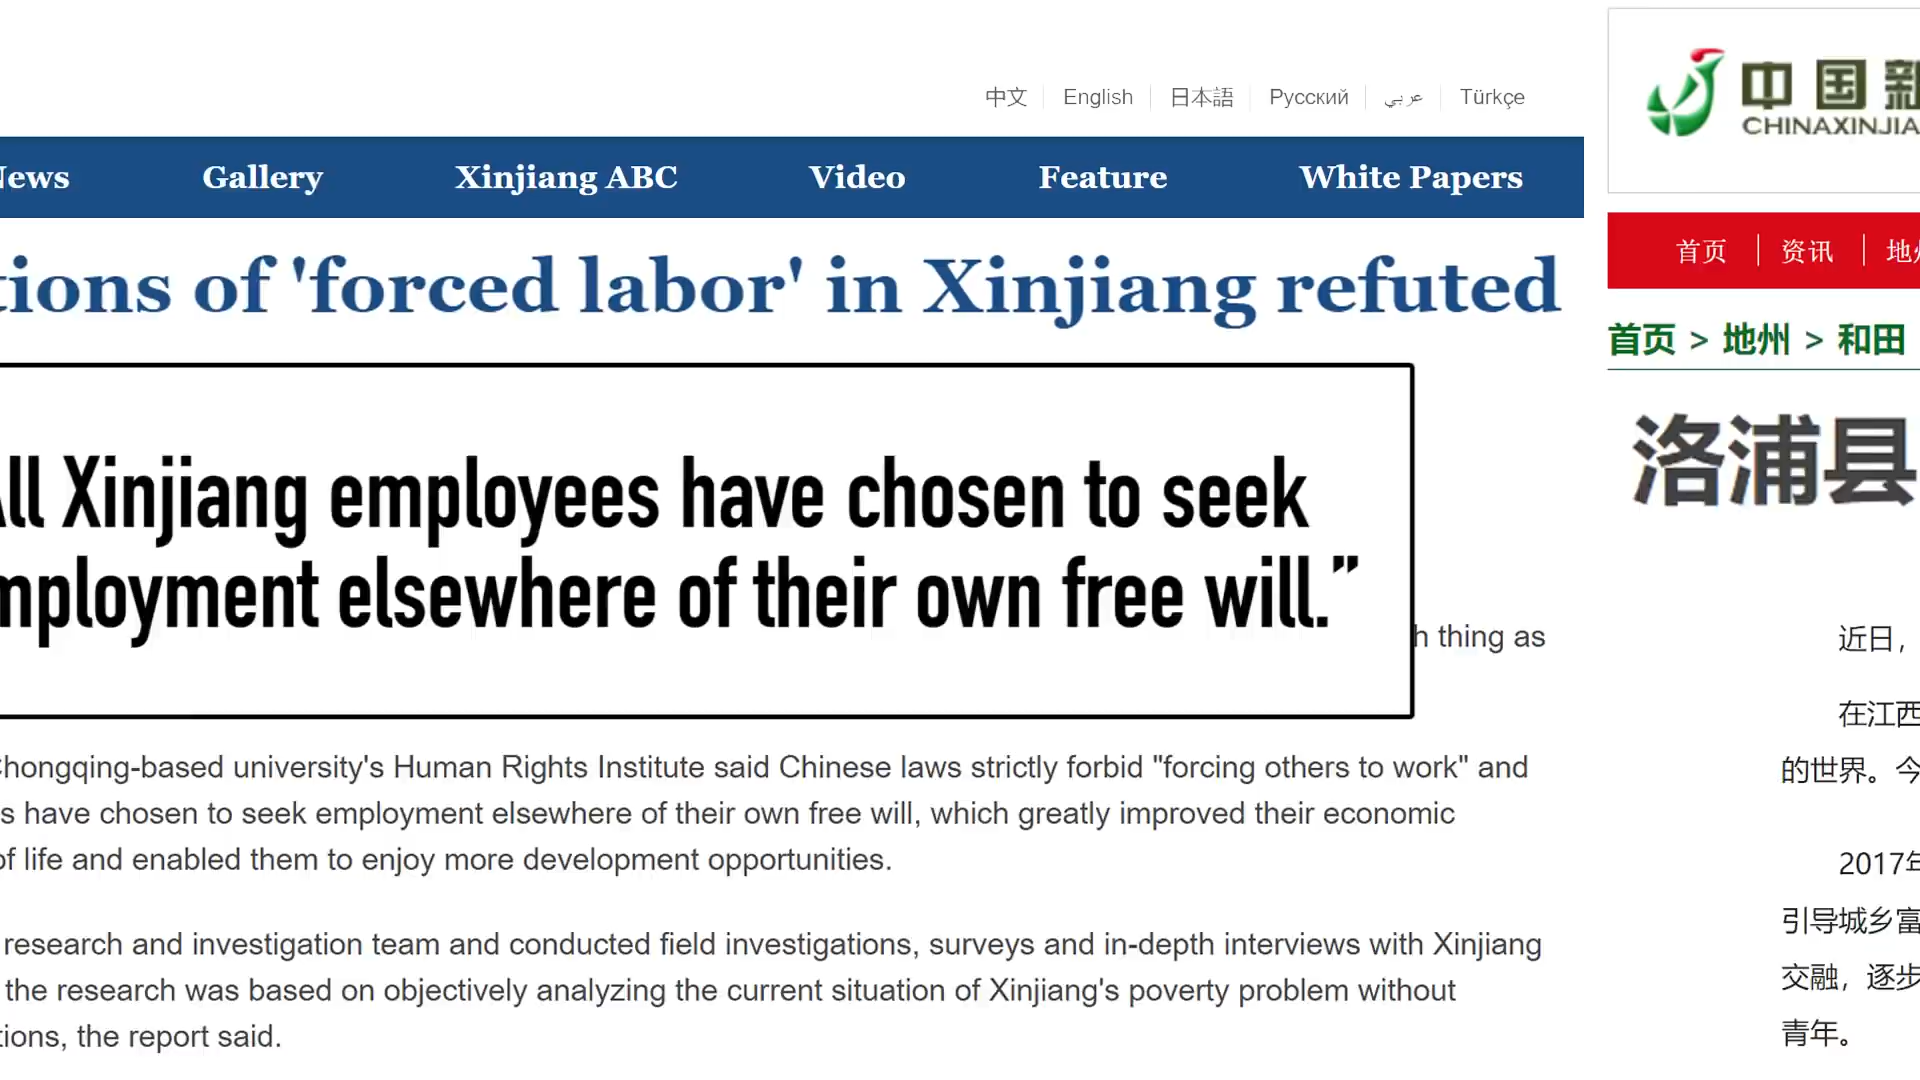 中文 English 日本語 Русский عربي Türkçe
News Gallery Xinjiang ABC Video Feature White Papers
tions of 'forced labor' in Xinjiang refuted
All Xinjiang employees have chosen to seek
mployment elsewhere of their own free will.”
h thing as
Chongqing-based university's Human Rights Institute said Chinese laws strictly forbid "forcing others to work" and
s have chosen to seek employment elsewhere of their own free will, which greatly improved their economic
of life and enabled them to enjoy more development opportunities.
research and investigation team and conducted field investigations, surveys and in-depth interviews with Xinjiang
the research was based on objectively analyzing the current situation of Xinjiang's poverty problem without
tions, the report said.
中国新
CHINAXINJIA
首页 | 资讯 | 地州
首页 > 地州 > 和田
洛浦县
近日，
在江西
的世界。今
2017年
引导城乡富
交融，逐步
青年。